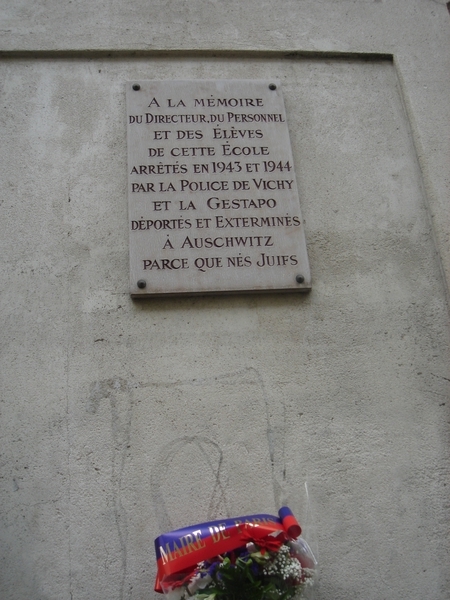 A LA MÉMOIRE
DU DIRECTEUR, DU PERSONNEL
ET DES ÉLÈVES
DE CETTE ÉCOLE
ARRÊTÉS EN 1943 ET 1944
PAR LA POLICE DE VICHY
ET LA GESTAPO
DÉPORTÉS ET EXTERMINÉS
À AUSCHWITZ
PARCE QUE NÉS JUIFS
MAIRE DE PARIS